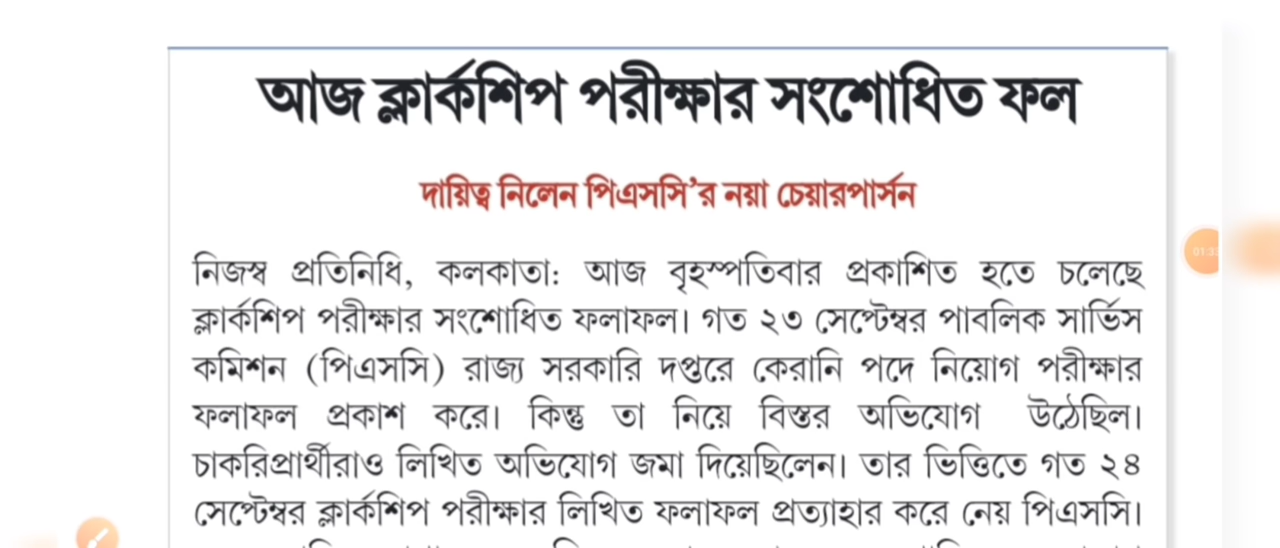 আজ ক্লার্কশিপ পরীক্ষার সংশোধিত ফল
দায়িত্ব নিলেন পিএসসি’র নয়া চেয়ারপার্সন
নিজস্ব প্রতিনিধি, কলকাতা: আজ বৃহস্পতিবার প্রকাশিত হতে চলেছে
ক্লার্কশিপ পরীক্ষার সংশোধিত ফলাফল। গত ২৩ সেপ্টেম্বর পাবলিক সার্ভিস
কমিশন (পিএসসি) রাজ্য সরকারি দপ্তরে কেরানি পদে নিয়োগ পরীক্ষার
ফলাফল প্রকাশ করে। কিন্তু তা নিয়ে বিস্তর অভিযোগ উঠেছিল।
চাকরিপ্রার্থীরাও লিখিত অভিযোগ জমা দিয়েছিলেন। তার ভিত্তিতে গত ২৪
সেপ্টেম্বর ক্লার্কশিপ পরীক্ষার লিখিত ফলাফল প্রত্যাহার করে নেয় পিএসসি।